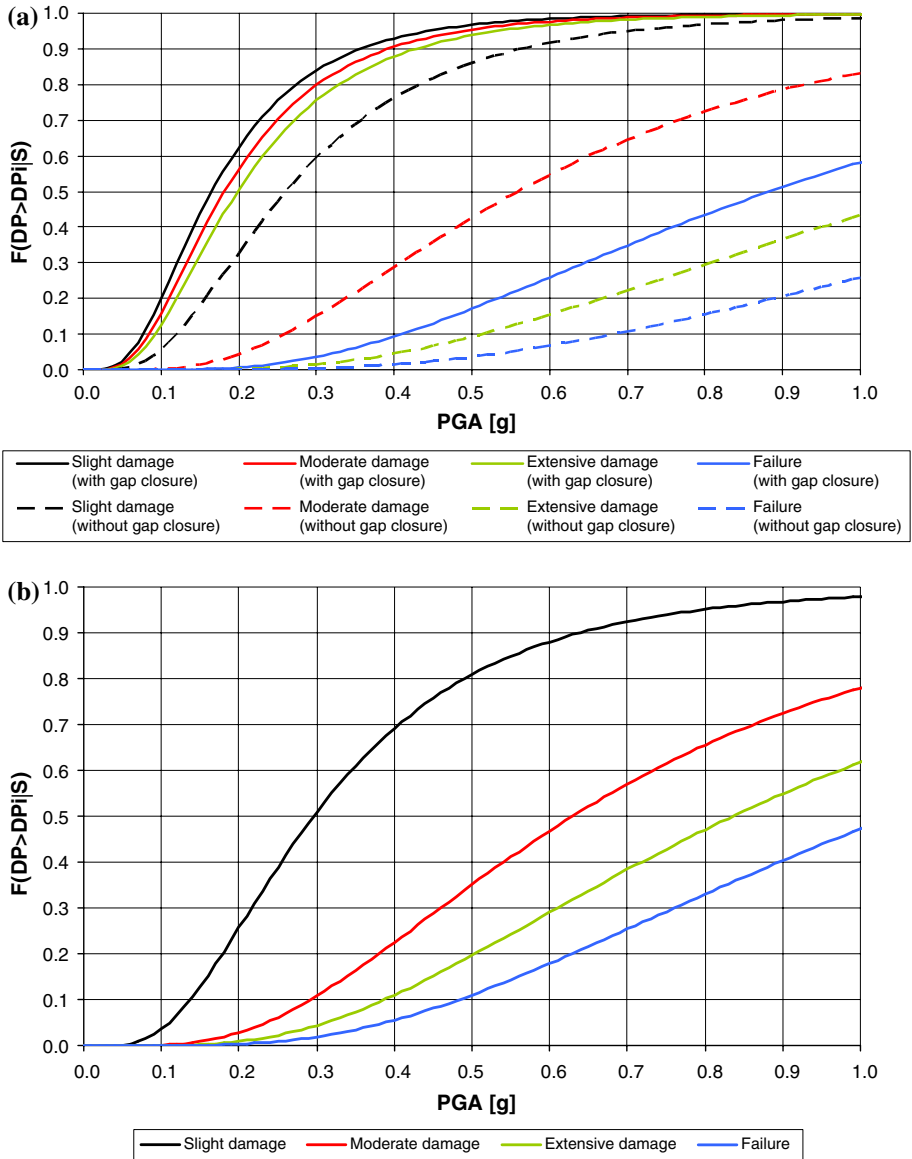 (a)
1.0
0.9
0.8
0.7
0.6
0.5
0.4
0.3
0.2
0.1
0.0
F(DP>DPi|S)
0.0 0.1 0.2 0.3 0.4 0.5 0.6 0.7 0.8 0.9 1.0
PGA [g]
Slight damage (with gap closure)
Moderate damage (with gap closure)
Extensive damage (with gap closure)
Failure (with gap closure)
Slight damage (without gap closure)
Moderate damage (without gap closure)
Extensive damage (without gap closure)
Failure (without gap closure)
(b)
1.0
0.9
0.8
0.7
0.6
0.5
0.4
0.3
0.2
0.1
0.0
F(DP>DPi|S)
0.0 0.1 0.2 0.3 0.4 0.5 0.6 0.7 0.8 0.9 1.0
PGA [g]
Slight damage Moderate damage Extensive damage Failure